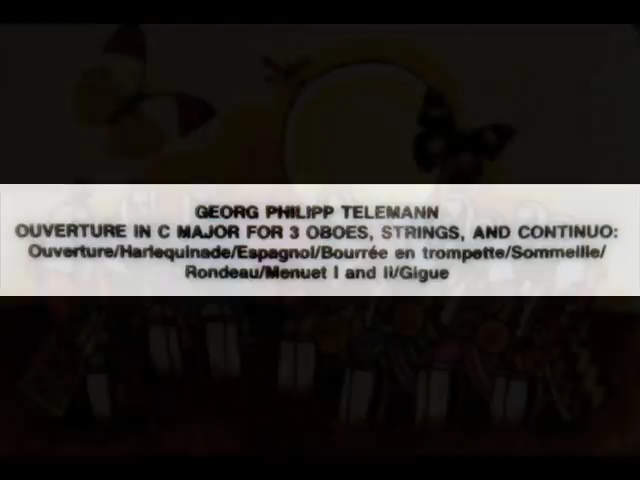 GEORG PHILIPP TELEMANN
OUVERTURE IN C MAJOR FOR 3 OBOES, STRINGS, AND CONTINUO:
Ouverture/Harlequinade/Espagnol/Bourrée en trompette/Sommeille/
Rondeau/Menuet I and Ii/Gigue